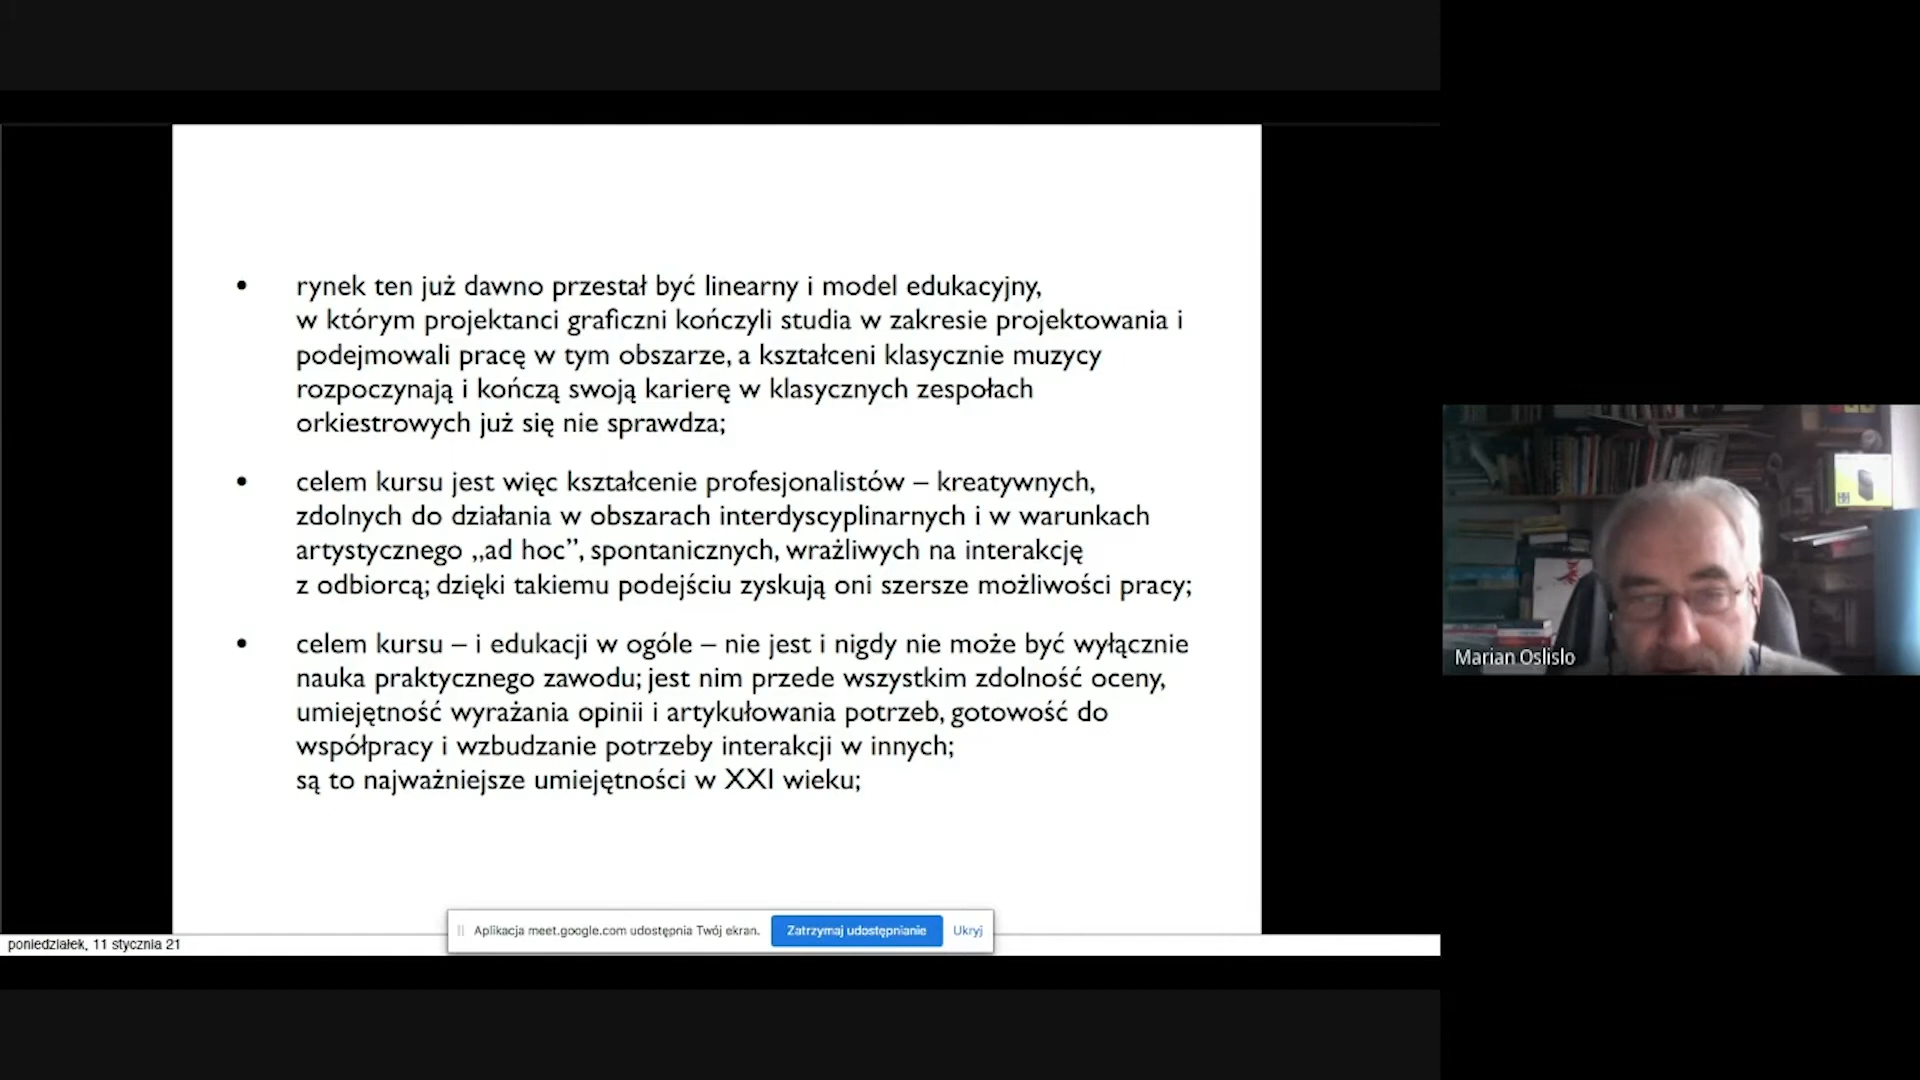 • rynek ten już dawno przestał być linearny i model edukacyjny,
w którym projektanci graficzni kończyli studia w zakresie projektowania i
podejmowali pracę w tym obszarze, a kształceni klasycznie muzycy
rozpoczynają i kończą swoją karierę w klasycznych zespołach
orkiestrowych już się nie sprawdza;
• celem kursu jest więc kształcenie profesjonalistów – kreatywnych,
zdolnych do działania w obszarach interdyscyplinarnych i w warunkach
artystycznego „ad hoc”, spontanicznych, wrażliwych na interakcję
z odbiorcą; dzięki takiemu podejściu zyskują oni szersze możliwości pracy;
• celem kursu – i edukacji w ogóle – nie jest i nigdy nie może być wyłącznie
nauka praktycznego zawodu; jest nim przede wszystkim zdolność oceny,
umiejętność wyrażania opinii i artykułowania potrzeb, gotowość do
współpracy i wzbudzanie potrzeby interakcji w innych;
są to najważniejsze umiejętności w XXI wieku;
Aplikacja meet.google.com udostępnia Twój ekran.
Zatrzymaj udostępnianie
Ukryj
poniedziałek, 11 stycznia 21
Marian Oslislo